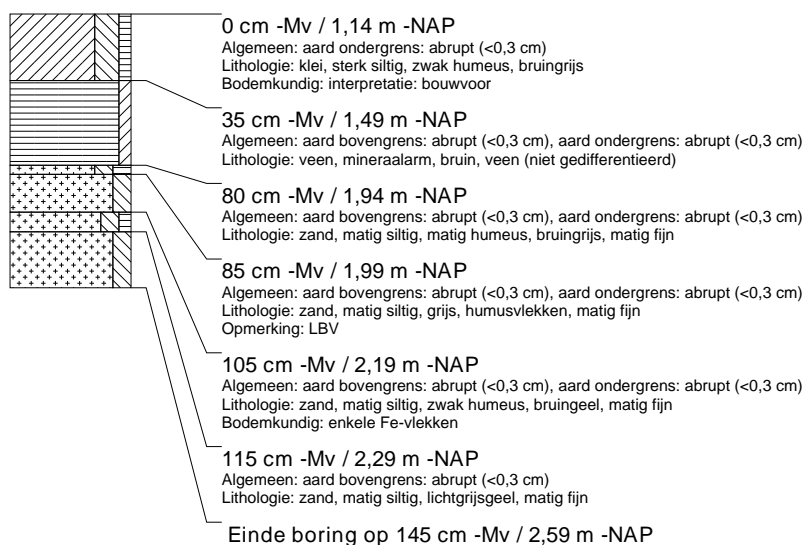 0 cm -Mv / 1,14 m -NAP
Algemeen: aard ondergrens: abrupt (<0,3 cm)
Lithologie: klei, sterk siltig, zwak humeus, bruingrijs
Bodemkundig: interpretatie: bouwvoor
35 cm -Mv / 1,49 m -NAP
Algemeen: aard bovengrens: abrupt (<0,3 cm), aard ondergrens: abrupt (<0,3 cm)
Lithologie: veen, mineraalarm, bruin, veen (niet gedifferentieerd)
80 cm -Mv / 1,94 m -NAP
Algemeen: aard bovengrens: abrupt (<0,3 cm), aard ondergrens: abrupt (<0,3 cm)
Lithologie: zand, matig siltig, matig humeus, bruingrijs, matig fijn
85 cm -Mv / 1,99 m -NAP
Algemeen: aard bovengrens: abrupt (<0,3 cm), aard ondergrens: abrupt (<0,3 cm)
Lithologie: zand, matig siltig, grijs, humusvlekken, matig fijn
Opmerking: LBV
105 cm -Mv / 2,19 m -NAP
Algemeen: aard bovengrens: abrupt (<0,3 cm), aard ondergrens: abrupt (<0,3 cm)
Lithologie: zand, matig siltig, zwak humeus, bruingeel, matig fijn
Bodemkundig: enkele Fe-vlekken
115 cm -Mv / 2,29 m -NAP
Algemeen: aard bovengrens: abrupt (<0,3 cm)
Lithologie: zand, matig siltig, lichtgrijsgeel, matig fijn
Einde boring op 145 cm -Mv / 2,59 m -NAP